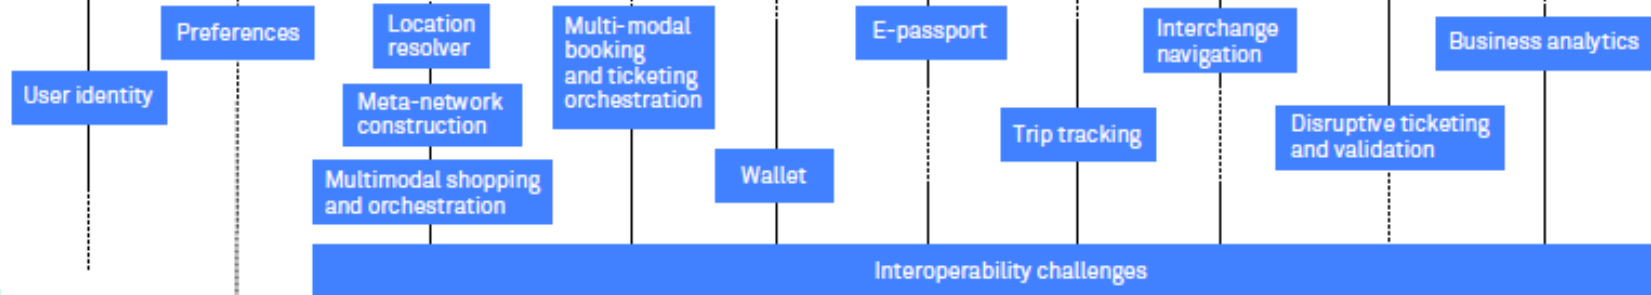 User identity
Preferences
Location
resolver
Meta-network
construction
Multimodal shopping
and orchestration
Multi-modal
booking
and ticketing
orchestration
Wallet
E-passport
Trip tracking
Interchange
navigation
Disruptive ticketing
and validation
Business analytics
Interoperability challenges